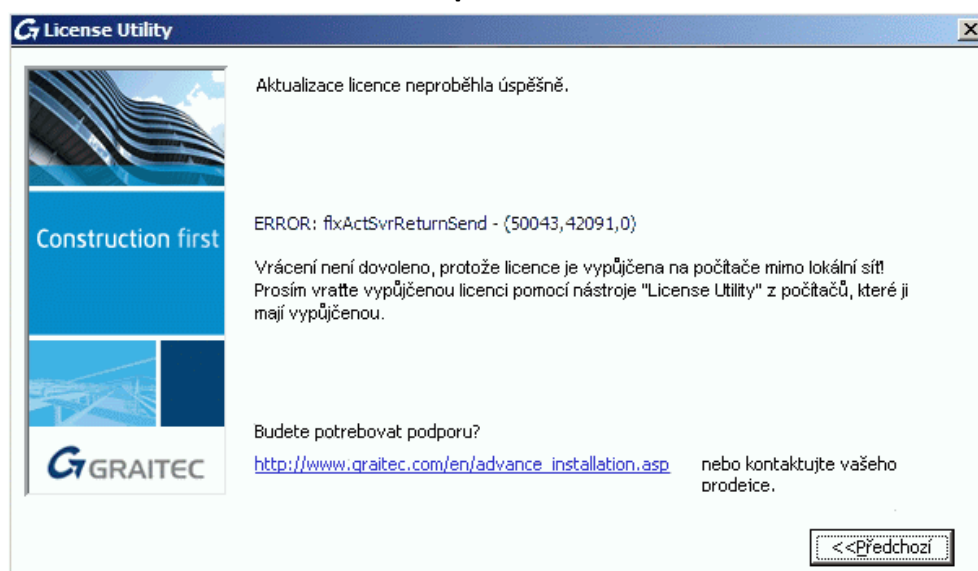 License Utility
Aktualizace licence neproběhla úspěšně.
Construction first
ERROR: flxActSvrReturnSend - (50043,42091,0)
Vrácení není dovoleno, protože licence je vypůjčena na počítače mimo lokální síť!
Prosím vraťte vypůjčenou licenci pomocí nástroje "License Utility" z počítačů, které ji
mají vypůjčenou.
Budete potrebovat podporu?
GRAITEC
http://www.graitec.com/en/advance_installation.asp nebo kontaktujte vašeho
prodejce.
<<Předchozí